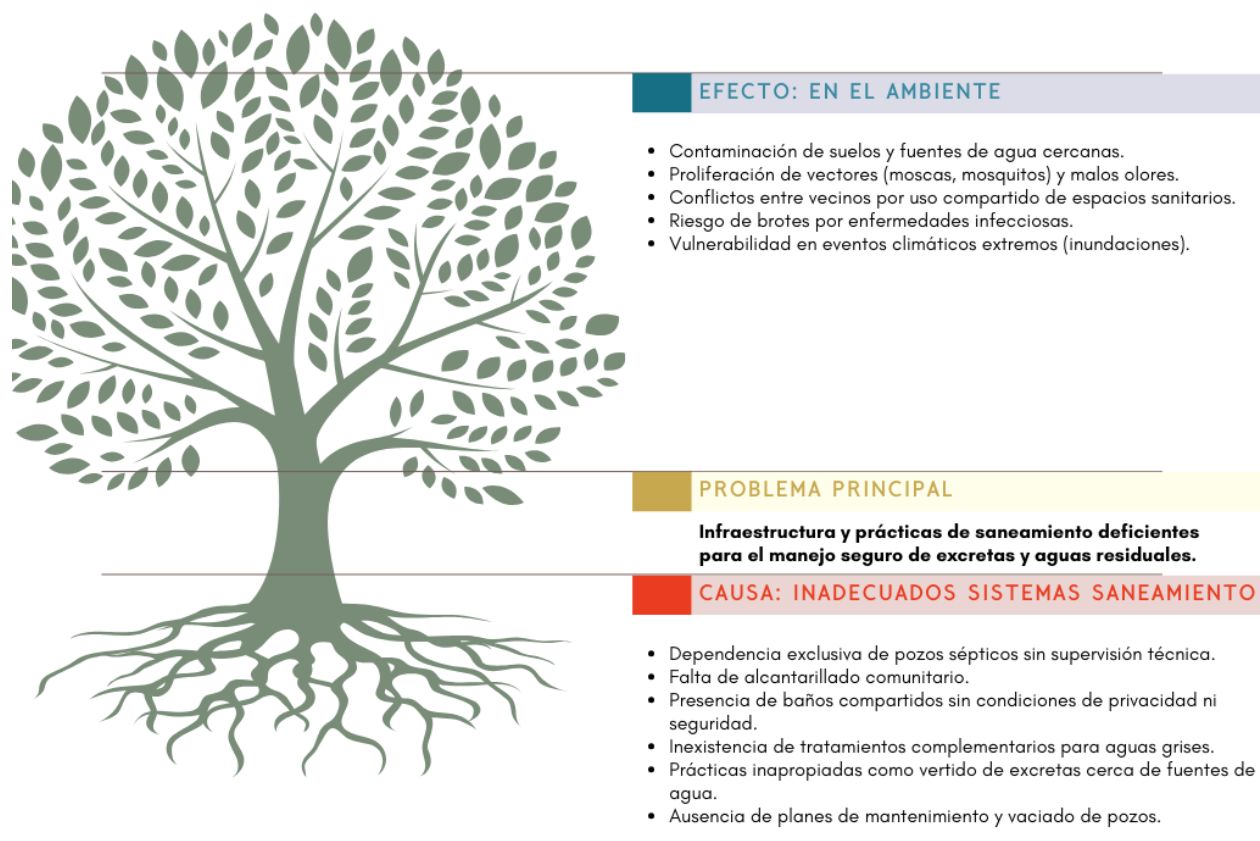 EFECTO: EN EL AMBIENTE
• Contaminación de suelos y fuentes de agua cercanas.
• Proliferación de vectores (moscas, mosquitos) y malos olores.
• Conflictos entre vecinos por uso compartido de espacios sanitarios.
• Riesgo de brotes por enfermedades infecciosas.
• Vulnerabilidad en eventos climáticos extremos (inundaciones).
PROBLEMA PRINCIPAL
Infraestructura y prácticas de saneamiento deficientes
para el manejo seguro de excretas y aguas residuales.
CAUSA: INADECUADOS SISTEMAS SANEAMIENTO
• Dependencia exclusiva de pozos sépticos sin supervisión técnica.
• Falta de alcantarillado comunitario.
• Presencia de baños compartidos sin condiciones de privacidad ni
seguridad.
• Inexistencia de tratamientos complementarios para aguas grises.
• Prácticas inapropiadas como vertido de excretas cerca de fuentes de
agua.
• Ausencia de planes de mantenimiento y vaciado de pozos.